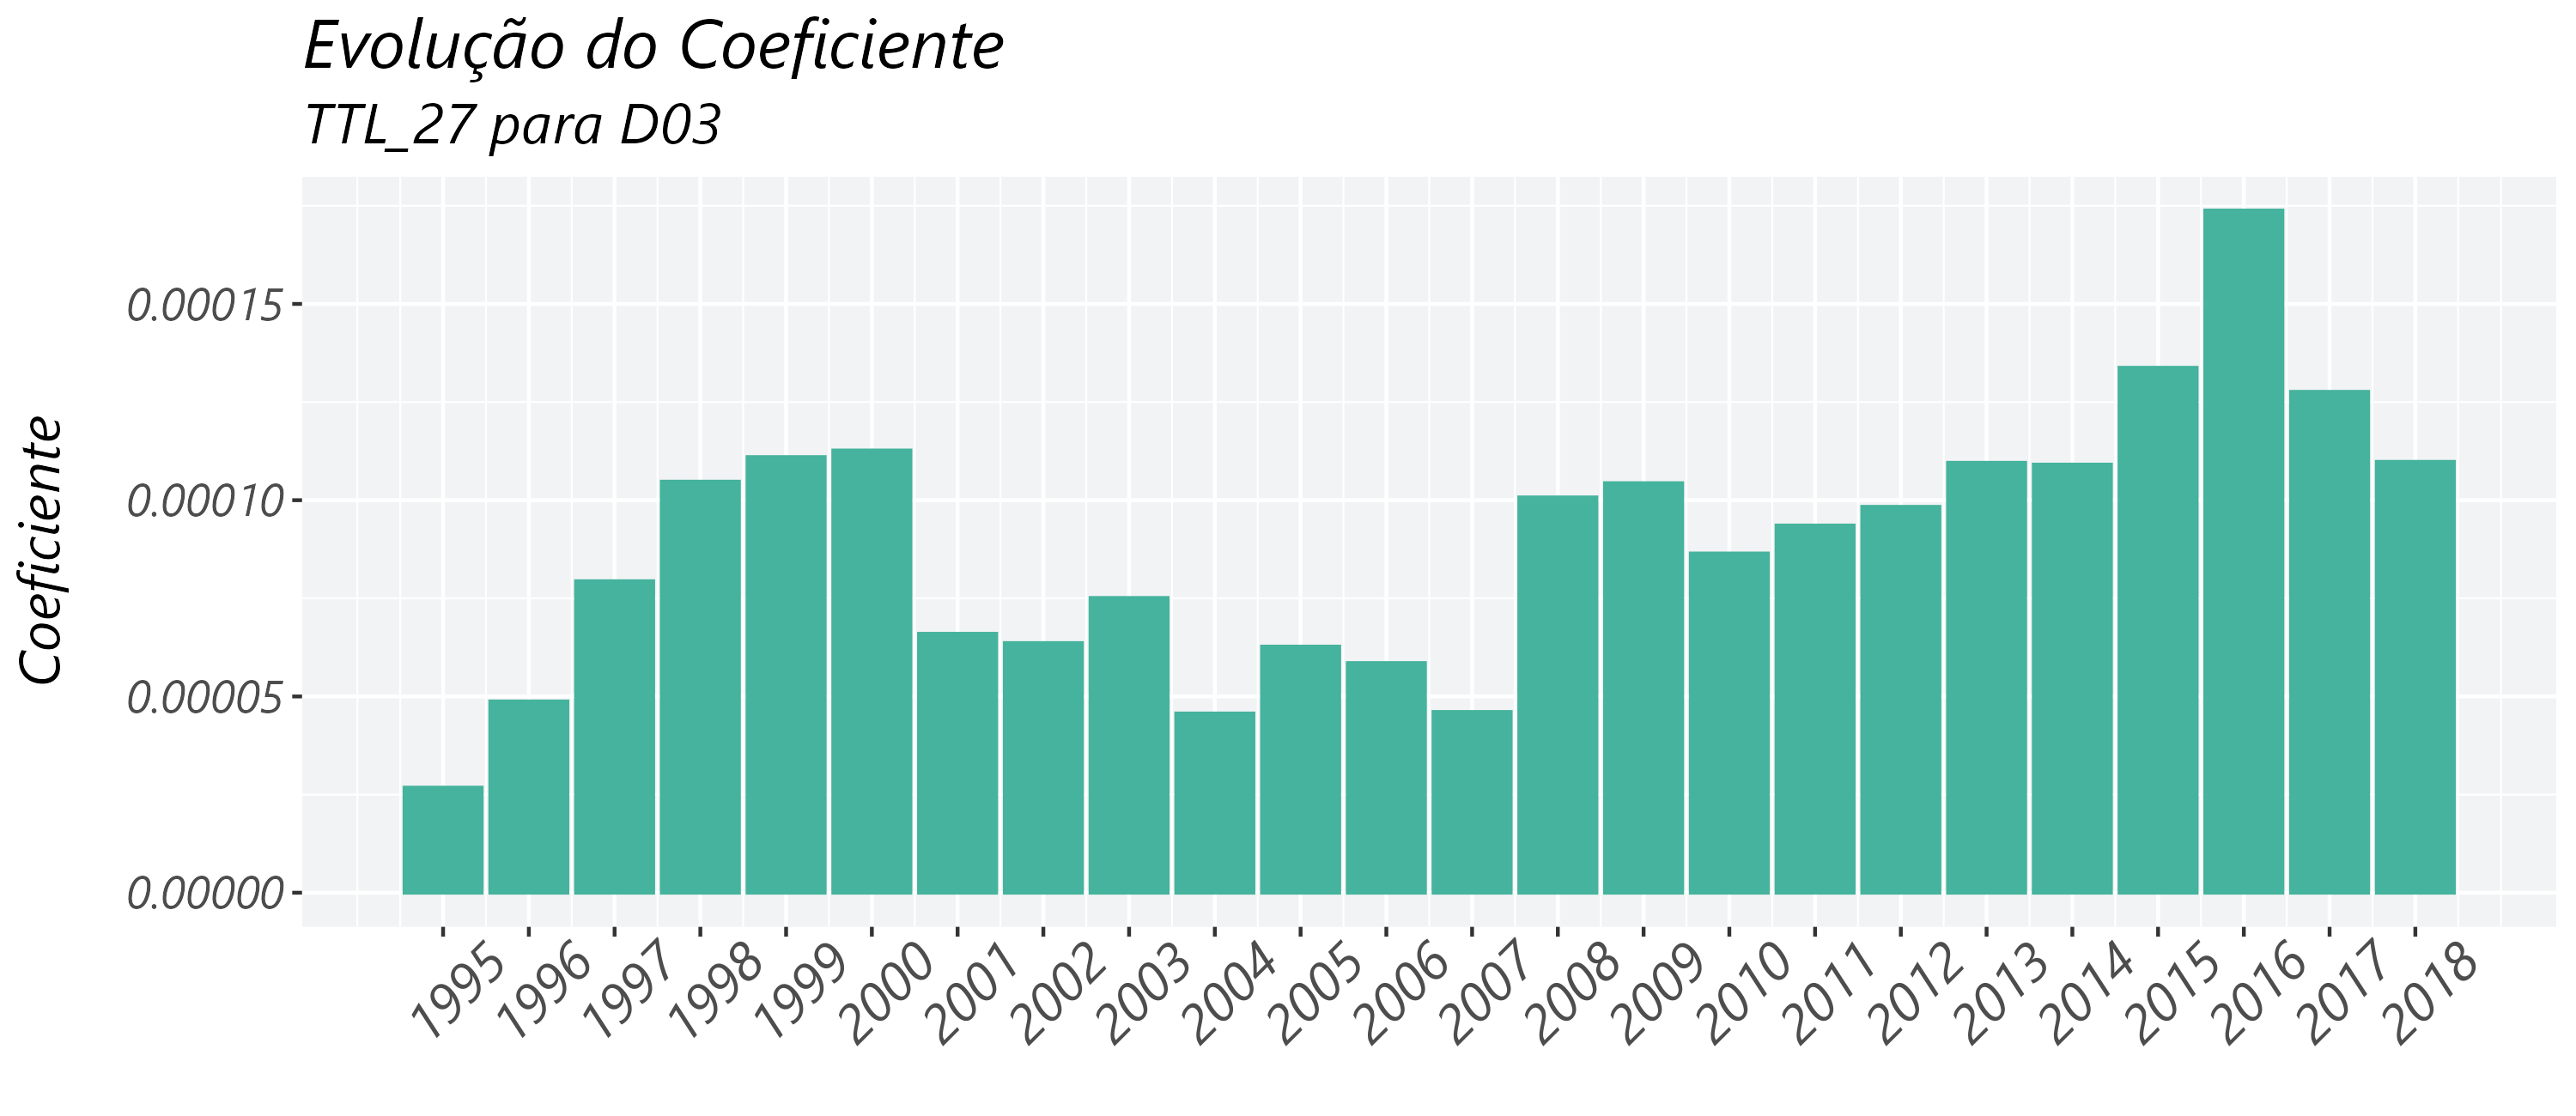 Evolução do Coeficiente
TTL_27 para D03
Coeficiente
0.00015
0.00010
0.00005
0.00000
1995 1996 1997 1998 1999 2000 2001 2002 2003 2004 2005 2006 2007 2008 2009 2010 2011 2012 2013 2014 2015 2016 2017 2018